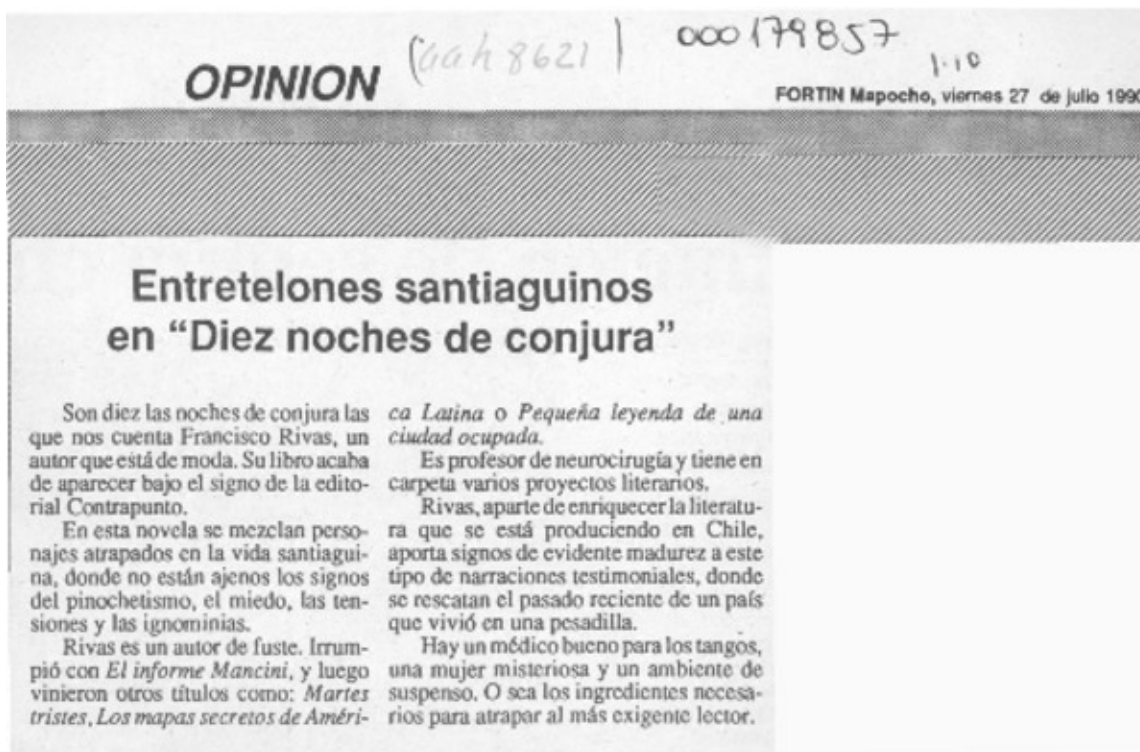 OPINION
(aah 8621)
000179857
1.10
FORTIN Mapocho, viernes 27 de julio 1990
Entretelones santiaguinos
en “Diez noches de conjura”
Son diez las noches de conjura las
que nos cuenta Francisco Rivas, un
autor que está de moda. Su libro acaba
de aparecer bajo el signo de la edito-
rial Contrapunto.
En esta novela se mezclan perso-
najes atrapados en la vida santiagui-
na, donde no están ajenos los signos
del pinochetismo, el miedo, las ten-
siones y las ignominias.
Rivas es un autor de fuste. Irrum-
pió con El informe Mancini, y luego
vinieron otros títulos como: Martes
tristes, Los mapas secretos de Améri-
ca Latina o Pequeña leyenda de una
ciudad ocupada.
Es profesor de neurocirugía y tiene en
carpeta varios proyectos literarios.
Rivas, aparte de enriquecer la literatu-
ra que se está produciendo en Chile,
aporta signos de evidente madurez a este
tipo de narraciones testimoniales, donde
se rescatan el pasado reciente de un país
que vivió en una pesadilla.
Hay un médico bueno para los tangos,
una mujer misteriosa y un ambiente de
suspenso. O sea los ingredientes necesa-
rios para atrapar al más exigente lector.